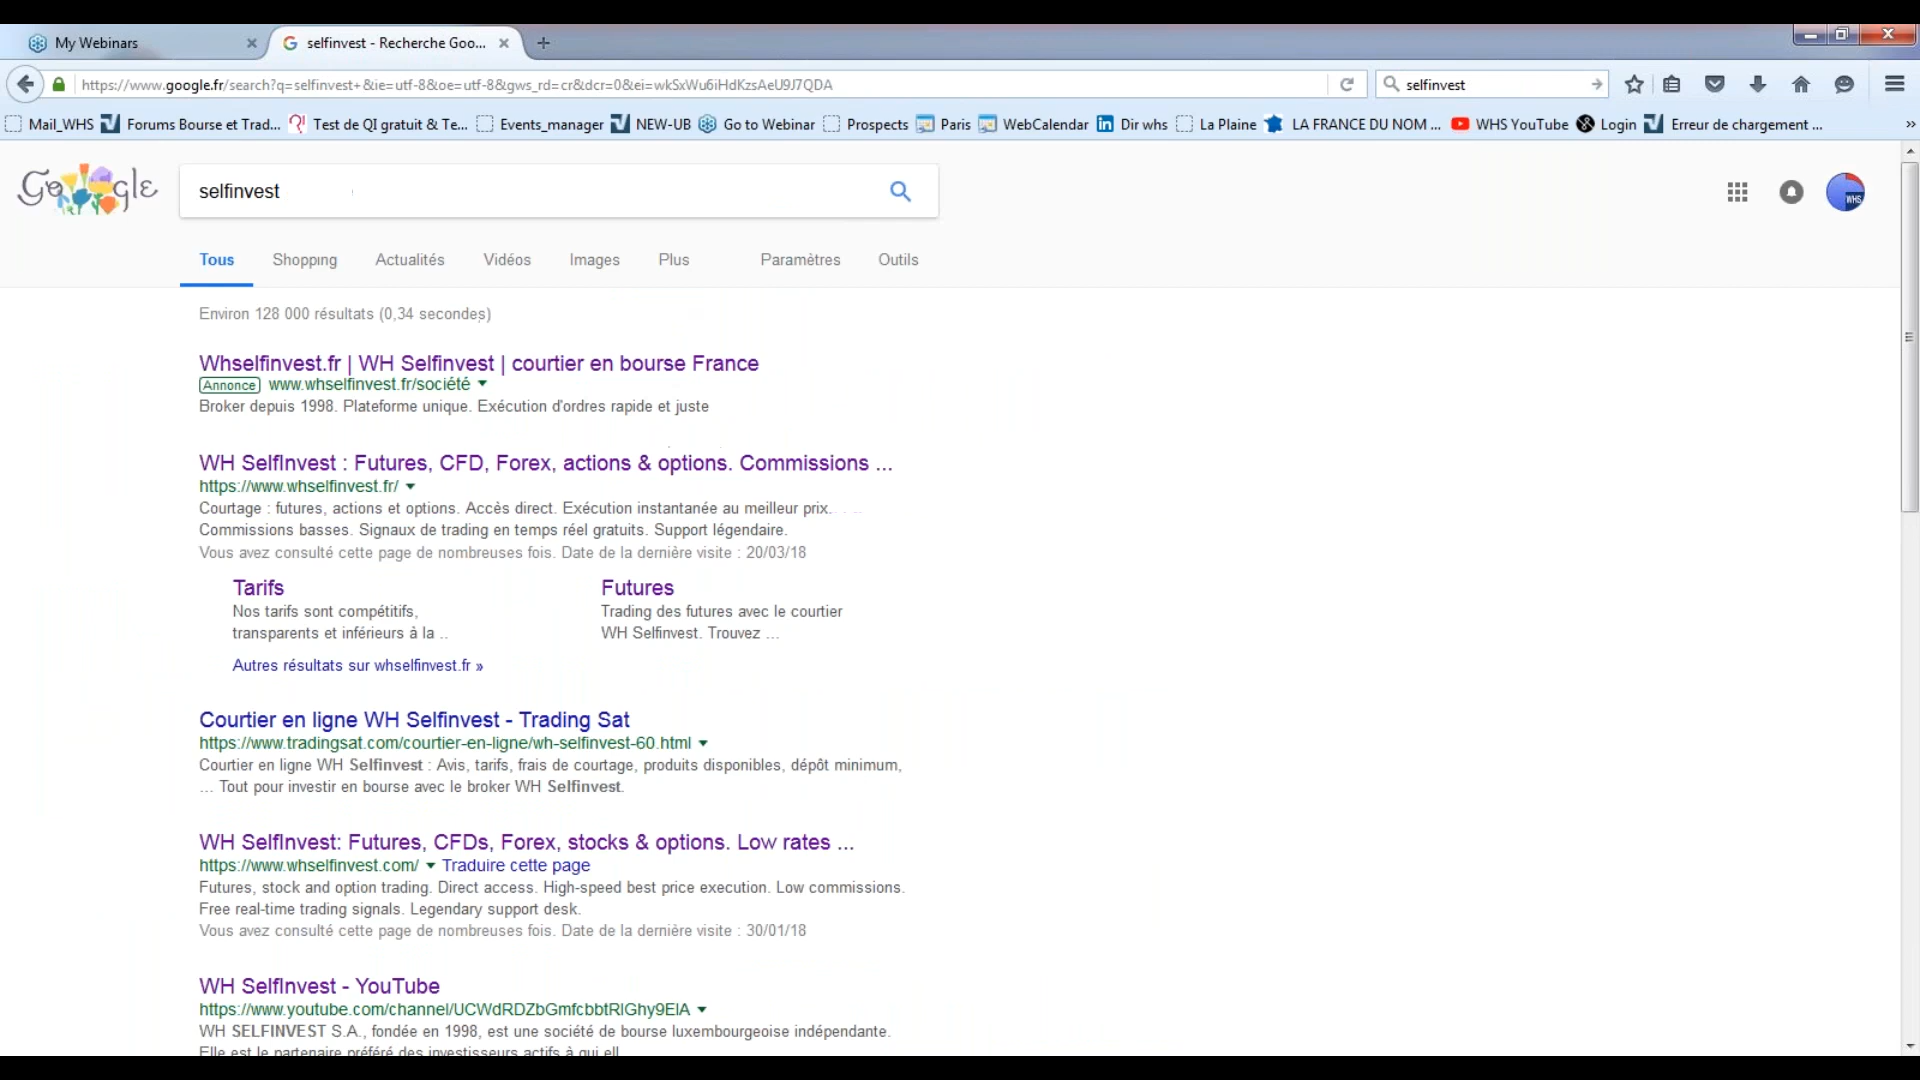 My Webinars
selfinvest - Recherche Goo...
https://www.google.fr/search?q=selfinvest+&ie=utf-8&oe=utf-8&gws_rd=cr&dcr=0&ei=wkSxWu6iHdKzsAeU9J7QDA
selfinvest
Mail_WHS Forums Bourse et Trad... Test de QI gratuit & Te... Events_manager NEW-UB Go to Webinar Prospects Paris WebCalendar Dir whs La Plaine LA FRANCE DU NOM ... WHS YouTube Login Erreur de chargement ... »
Google
selfinvest
WHS
Tous Shopping Actualités Vidéos Images Plus Paramètres Outils
Environ 128 000 résultats (0,34 secondes)
Whselfinvest.fr | WH Selfinvest | courtier en bourse France
Annonce www.whselfinvest.fr/société
Broker depuis 1998. Plateforme unique. Exécution d'ordres rapide et juste
WH SelfInvest : Futures, CFD, Forex, actions & options. Commissions ...
https://www.whselfinvest.fr/
Courtage : futures, actions et options. Accès direct. Exécution instantanée au meilleur prix.
Commissions basses. Signaux de trading en temps réel gratuits. Support légendaire.
Vous avez consulté cette page de nombreuses fois. Date de la dernière visite : 20/03/18
Tarifs
Nos tarifs sont compétitifs,
transparents et inférieurs à la ..
Futures
Trading des futures avec le courtier
WH Selfinvest. Trouvez ...
Autres résultats sur whselfinvest.fr »
Courtier en ligne WH Selfinvest - Trading Sat
https://www.tradingsat.com/courtier-en-ligne/wh-selfinvest-60.html
Courtier en ligne WH Selfinvest : Avis, tarifs, frais de courtage, produits disponibles, dépôt minimum,
... Tout pour investir en bourse avec le broker WH Selfinvest.
WH SelfInvest: Futures, CFDs, Forex, stocks & options. Low rates ...
https://www.whselfinvest.com/ Traduire cette page
Futures, stock and option trading. Direct access. High-speed best price execution. Low commissions.
Free real-time trading signals. Legendary support desk.
Vous avez consulté cette page de nombreuses fois. Date de la dernière visite : 30/01/18
WH SelfInvest - YouTube
https://www.youtube.com/channel/UCWdRDZbGmfcbbtRlGhy9ElA
WH SELFINVEST S.A., fondée en 1998, est une société de bourse luxembourgeoise indépendante.
Elle est le partenaire préféré des investisseurs actifs à qui ell